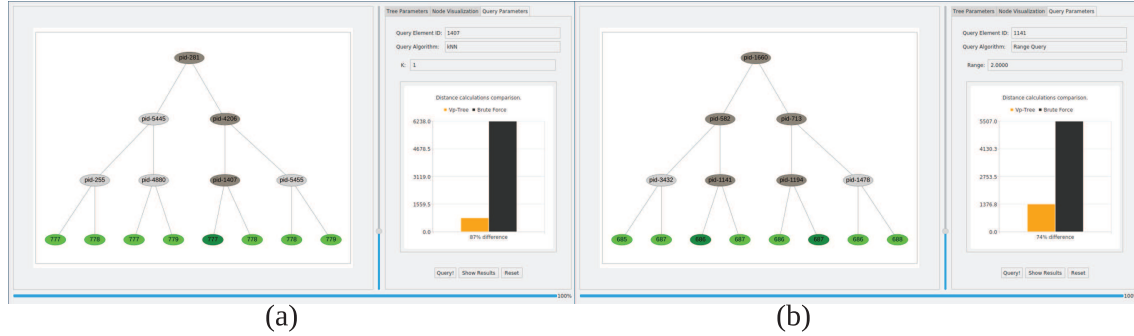 Tree Parameters Node Visualization Query Parameters
Query Element ID: 1407
Query Algorithm: kNN
K: 1
pid-281
pid-5445 pid-4206
pid-255 pid-4880 pid-1407 pid-5455
777 778 777 779 777 778 778 779
Distance calculations comparison.
Vp-Tree Brute Force
6238.0
4678.5
3119.0
1559.5
0.0
87% difference
Query! Show Results Reset
100%
(a)
Tree Parameters Node Visualization Query Parameters
Query Element ID: 1141
Query Algorithm: Range Query
Range: 2.0000
pid-1660
pid-582 pid-713
pid-3432 pid-1141 pid-1194 pid-1478
685 687 686 687 686 687 686 689
Distance calculations comparison.
Vp-Tree Brute Force
5507.0
4130.3
2753.5
1376.8
0.0
74% difference
Query! Show Results Reset
100%
(b)